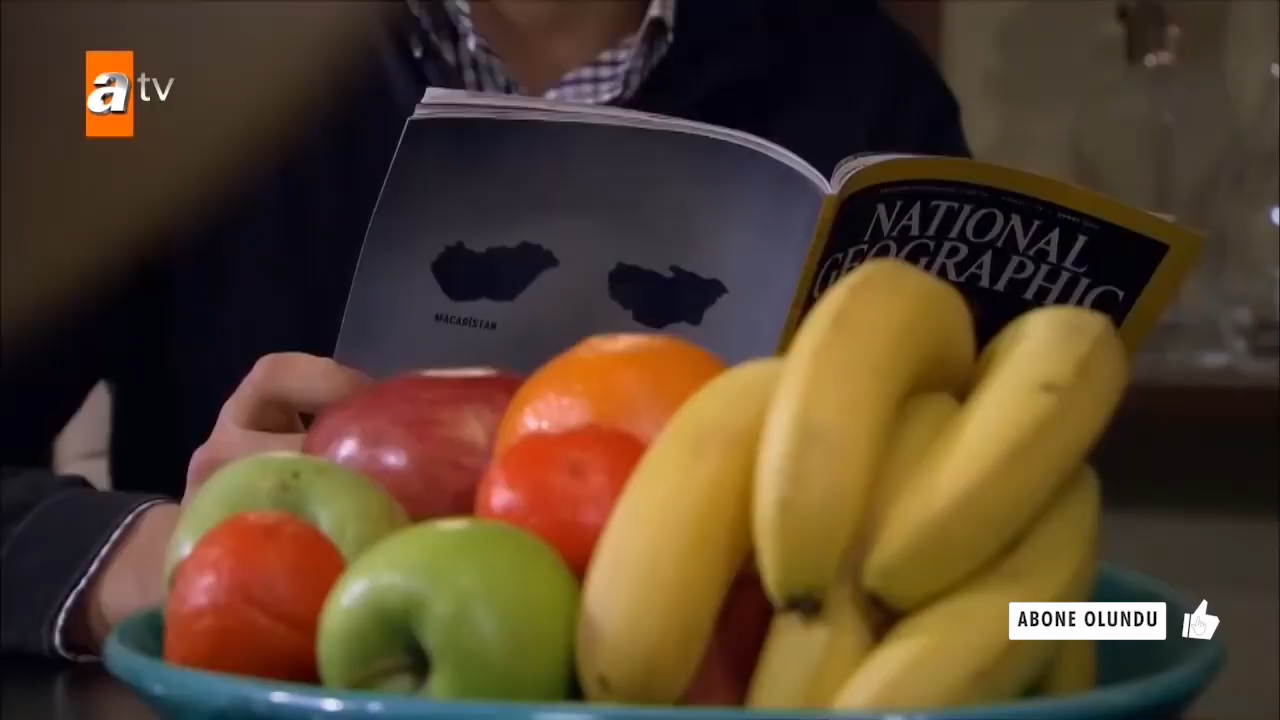 atv
NATIONAL
GEOGRAPHIC
MACARİSTAN
ABONE OLUNDU